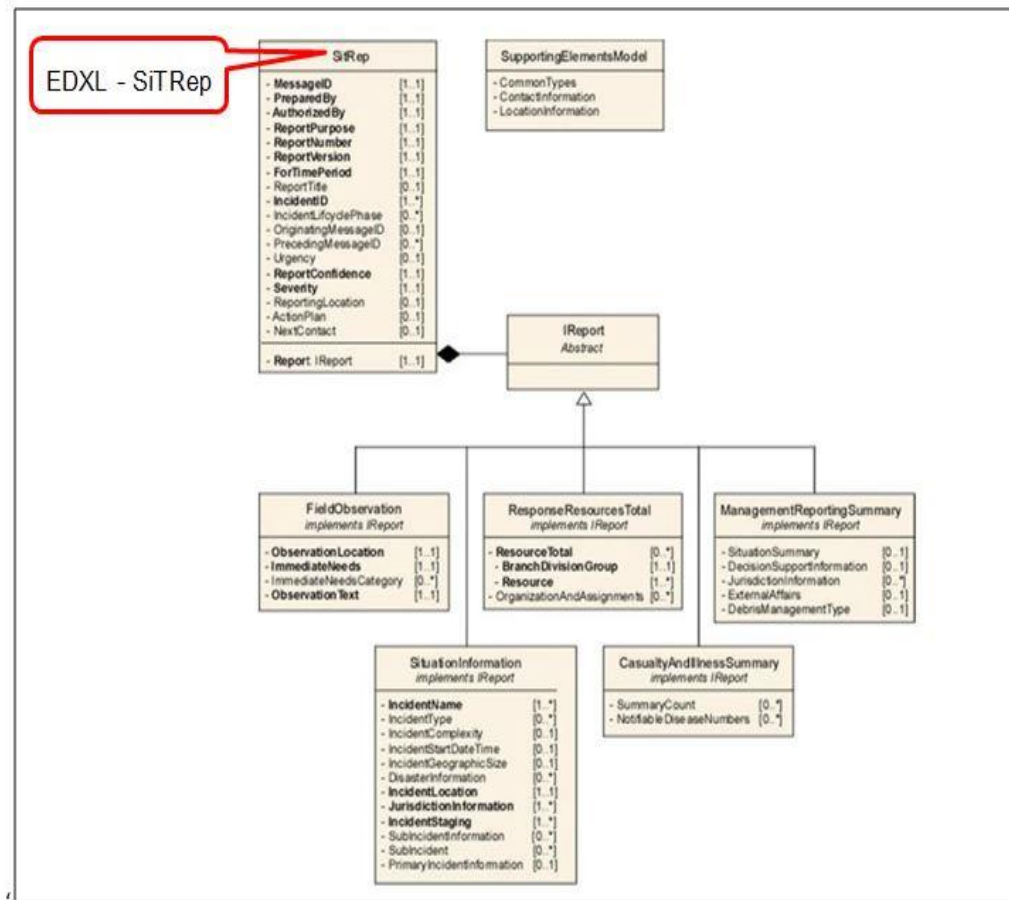 EDXL - SiTRep
SitRep
- MessageID [1..1]
- PreparedBy [1..1]
- AuthorizedBy [1..1]
- ReportPurpose [1..1]
- ReportNumber [1..1]
- ReportVersion [1..1]
- ForTimePeriod [1..1]
- ReportTitle [0..1]
- IncidentID [1..*]
- IncidentLifcyclePhase [0..*]
- OriginatingMessageID [0..1]
- PrecedingMessageID [0..*]
- Urgency [0..1]
- ReportConfidence [1..1]
- Severity [1..1]
- ReportingLocation [0..1]
- ActionPlan [0..1]
- NextContact [0..1]
- Report: IReport [1..1]
SupportingElementsModel
- CommonTypes
- ContactInformation
- LocationInformation
IReport
Abstract
FieldObservation
implements IReport
- ObservationLocation [1..1]
- ImmediateNeeds [1..1]
- ImmediateNeedsCategory [0..*]
- ObservationText [1..1]
ResponseResourcesTotal
implements IReport
- ResourceTotal [0..*]
- BranchDivisionGroup [1..1]
- Resource [1..*]
- OrganizationAndAssignments [0..*]
ManagementReportingSummary
implements IReport
- SituationSummary [0..1]
- DecisionSupportInformation [0..1]
- JurisdictionInformation [0..*]
- ExternalAffairs [0..1]
- DebrisManagementType [0..1]
SituationInformation
implements IReport
- IncidentName [1..*]
- IncidentType [0..*]
- IncidentComplexity [0..1]
- IncidentStartDateTime [0..1]
- IncidentGeographicSize [0..1]
- DisasterInformation [0..*]
- IncidentLocation [1..1]
- JurisdictionInformation [1..*]
- IncidentStaging [1..*]
- SubIncidentInformation [0..*]
- SubIncident [0..*]
- PrimaryIncidentInformation [0..1]
CasualtyAndIllnessSummary
implements IReport
- SummaryCount [0..*]
- NotifiableDiseaseNumbers [0..*]